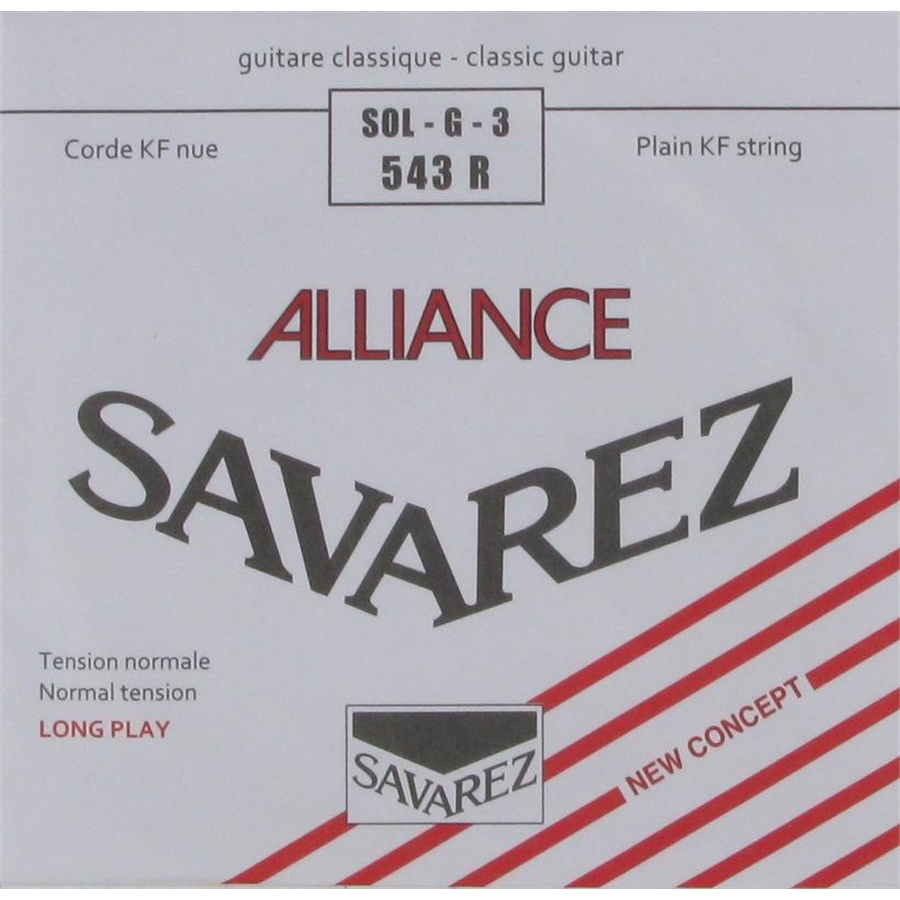 guitare classique - classic guitar
SOL - G - 3
543 R
Corde KF nue
Plain KF string
ALLIANCE
SAVAREZ
Tension normale
Normal tension
LONG PLAY
NEW CONCEPT
SAVAREZ